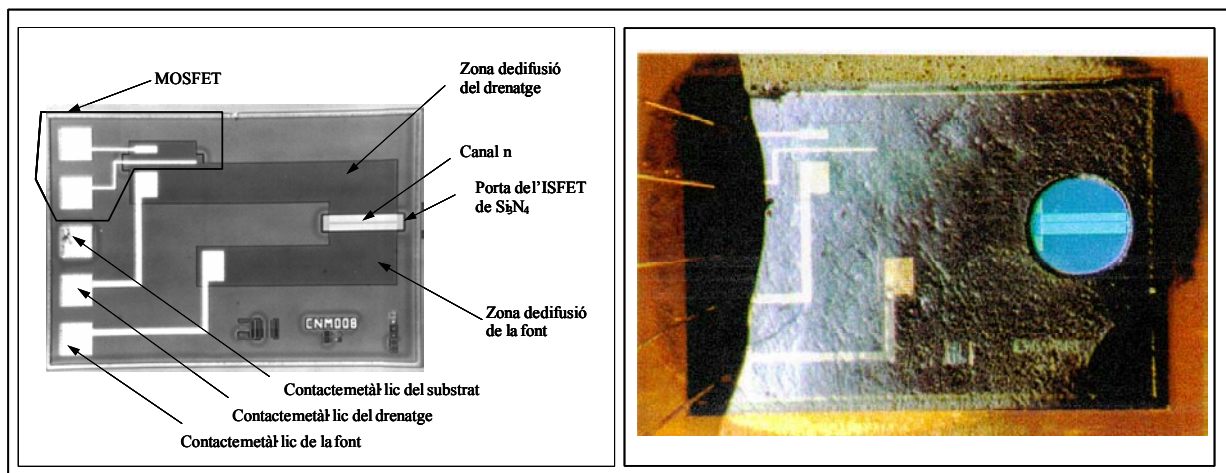 MOSFET
Zona dedifusió
del drenatge
Canal n
Porta de l'ISFET
de Si3N4
Zona dedifusió
de la font
CNM008
Contactemetàl·lic del substrat
Contactemetàl·lic del drenatge
Contactemetàl·lic de la font